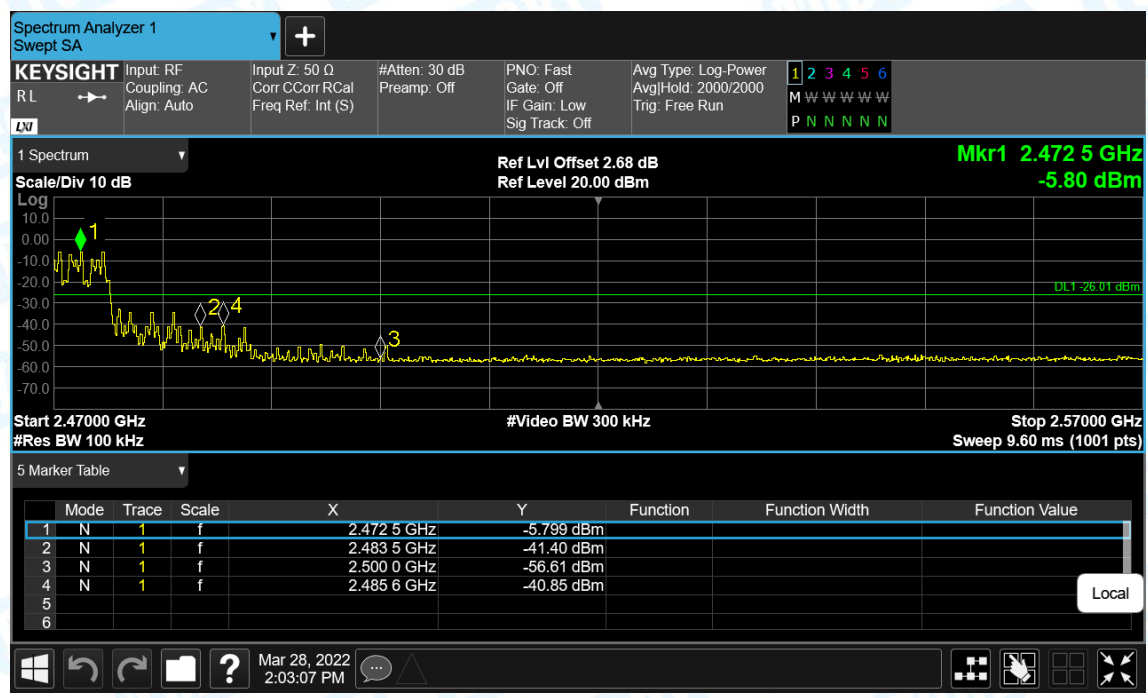 Spectrum Analyzer 1
Swept SA
+
KEYSIGHT
RL
LXI
Input: RF
Coupling: AC
Align: Auto
Input Z: 50 Ω
Corr CCorr RCal
Freq Ref: Int (S)
#Atten: 30 dB
Preamp: Off
PNO: Fast
Gate: Off
IF Gain: Low
Sig Track: Off
Avg Type: Log-Power
Avg|Hold: 2000/2000
Trig: Free Run
1 2 3 4 5 6
M W W W W W
P N N N N N
1 Spectrum
Scale/Div 10 dB
Ref Lvl Offset 2.68 dB
Ref Level 20.00 dBm
Mkr1 2.472 5 GHz
-5.80 dBm
Log
10.0
0.00
-10.0
-20.0
-30.0
-40.0
-50.0
-60.0
-70.0
1
2
4
3
DL1 -26.01 dBm
Start 2.47000 GHz
#Video BW 300 kHz
Stop 2.57000 GHz
#Res BW 100 kHz
Sweep 9.60 ms (1001 pts)
5 Marker Table
Mode Trace Scale X Y Function Function Width Function Value
1 N 1 f 2.472 5 GHz -5.799 dBm
2 N 1 f 2.483 5 GHz -41.40 dBm
3 N 1 f 2.500 0 GHz -56.61 dBm
4 N 1 f 2.485 6 GHz -40.85 dBm
5
6
Local
?
Mar 28, 2022
2:03:07 PM